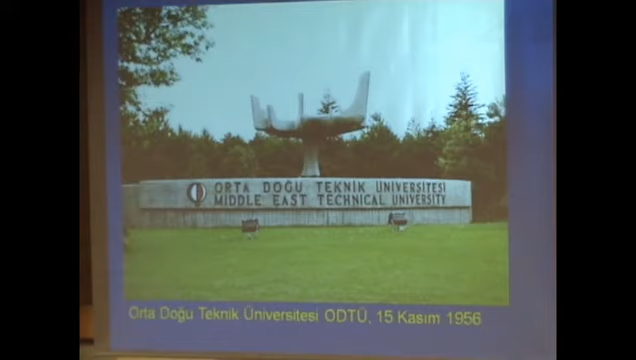 ORTA DOĞU TEKNİK ÜNİVERSİTESİ
MIDDLE EAST TECHNICAL UNIVERSITY
Orta Doğu Teknik Üniversitesi ODTÜ, 15 Kasım 1956